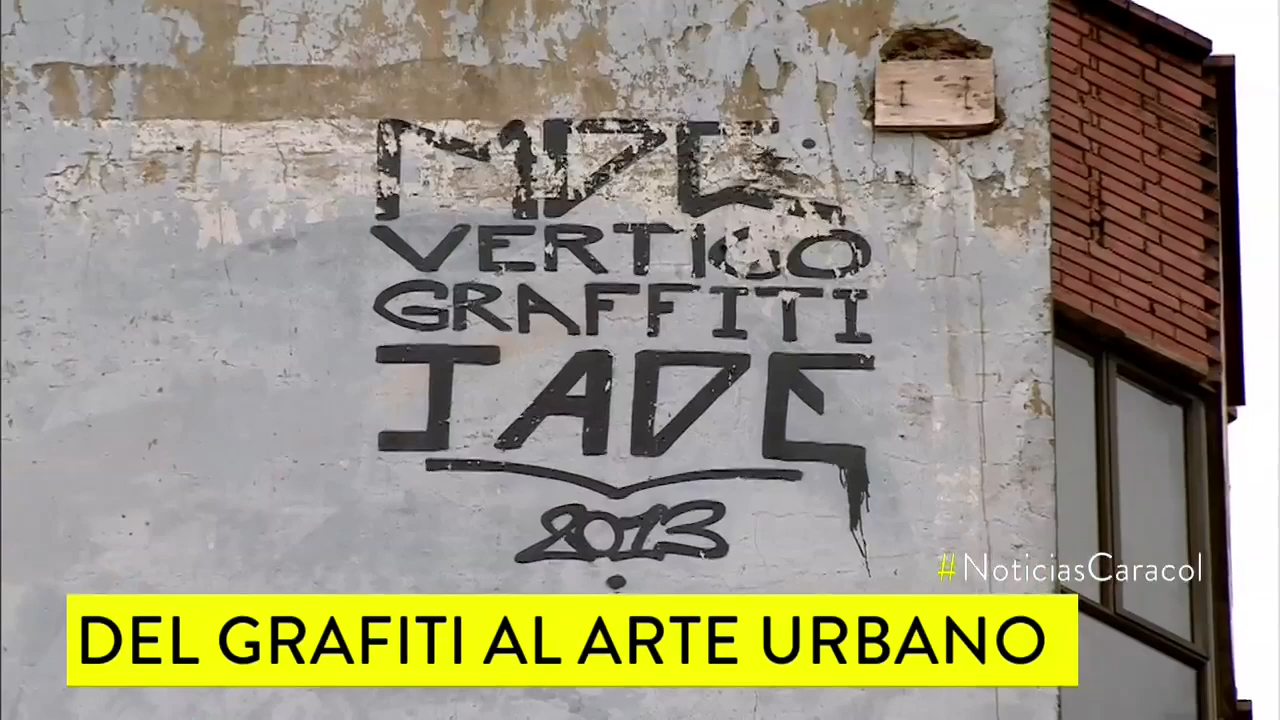 MDE.
VERTIGO
GRAFFITI
JADE
2013
#NoticiasCaracol
DEL GRAFITI AL ARTE URBANO